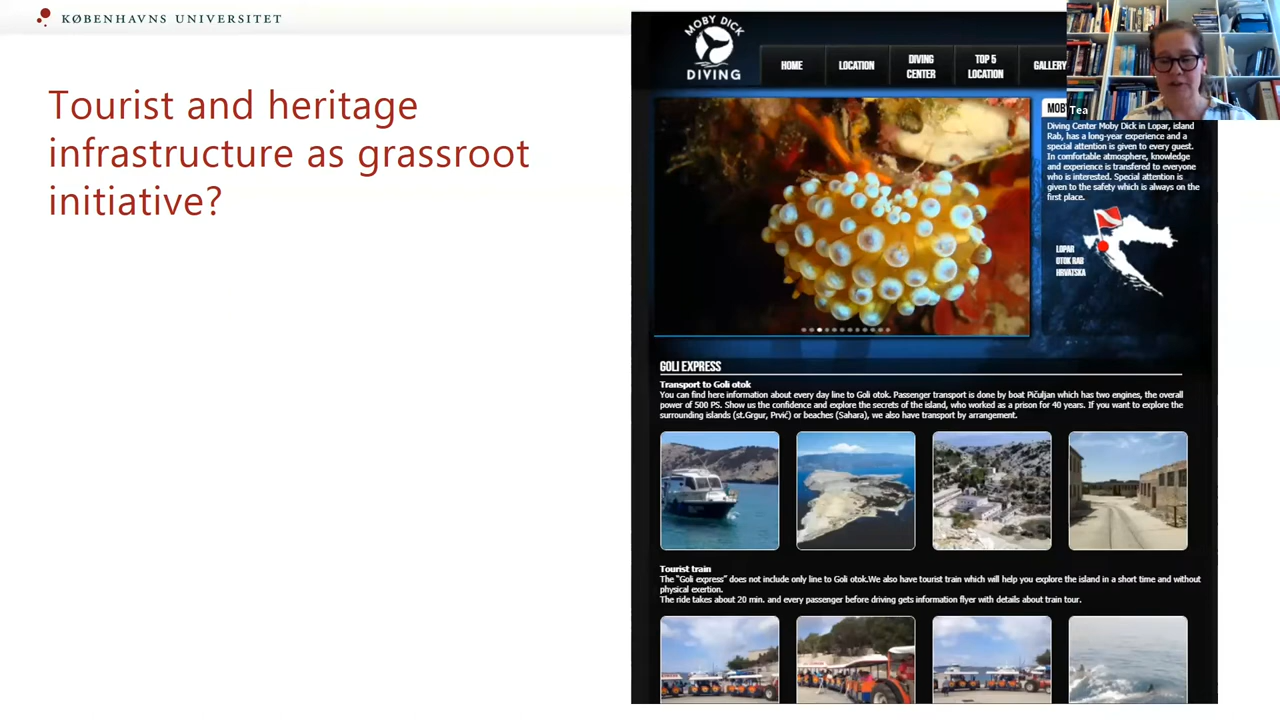 KØBENHAVNS UNIVERSITET
Tourist and heritage
infrastructure as grassroot
initiative?
MOBY DICK
DIVING
HOME
LOCATION
DIVING
CENTER
TOP 5
LOCATION
GALLERY
Tea
MOB
Diving Center Moby Dick in Lopar, island
Rab, has a long-year experience and a
special attention is given to every guest.
In comfortable atmosphere, knowledge
and experience is transfered to everyone
who is interested. Special attention is
given to the safety which is always on the
first place.
LOPAR
OTOK RAB
HRVATSKA
GOLI EXPRESS
Transport to Goli otok
You can find here information about every day line to Goli otok. Passenger transport is done by boat Pičuljan which has two engines, the overall
power of 500 PS. Show us the confidence and explore the secrets of the island, who worked as a prison for 40 years. If you want to explore the
surrounding islands (st.Grgur, Prvić) or beaches (Sahara), we also have transport by arrangement.
Tourist train
The "Goli express" does not include only line to Goli otok.We also have tourist train which will help you explore the island in a short time and without
physical exertion.
The ride takes about 20 min. and every passenger before driving gets information flyer with details about train tour.